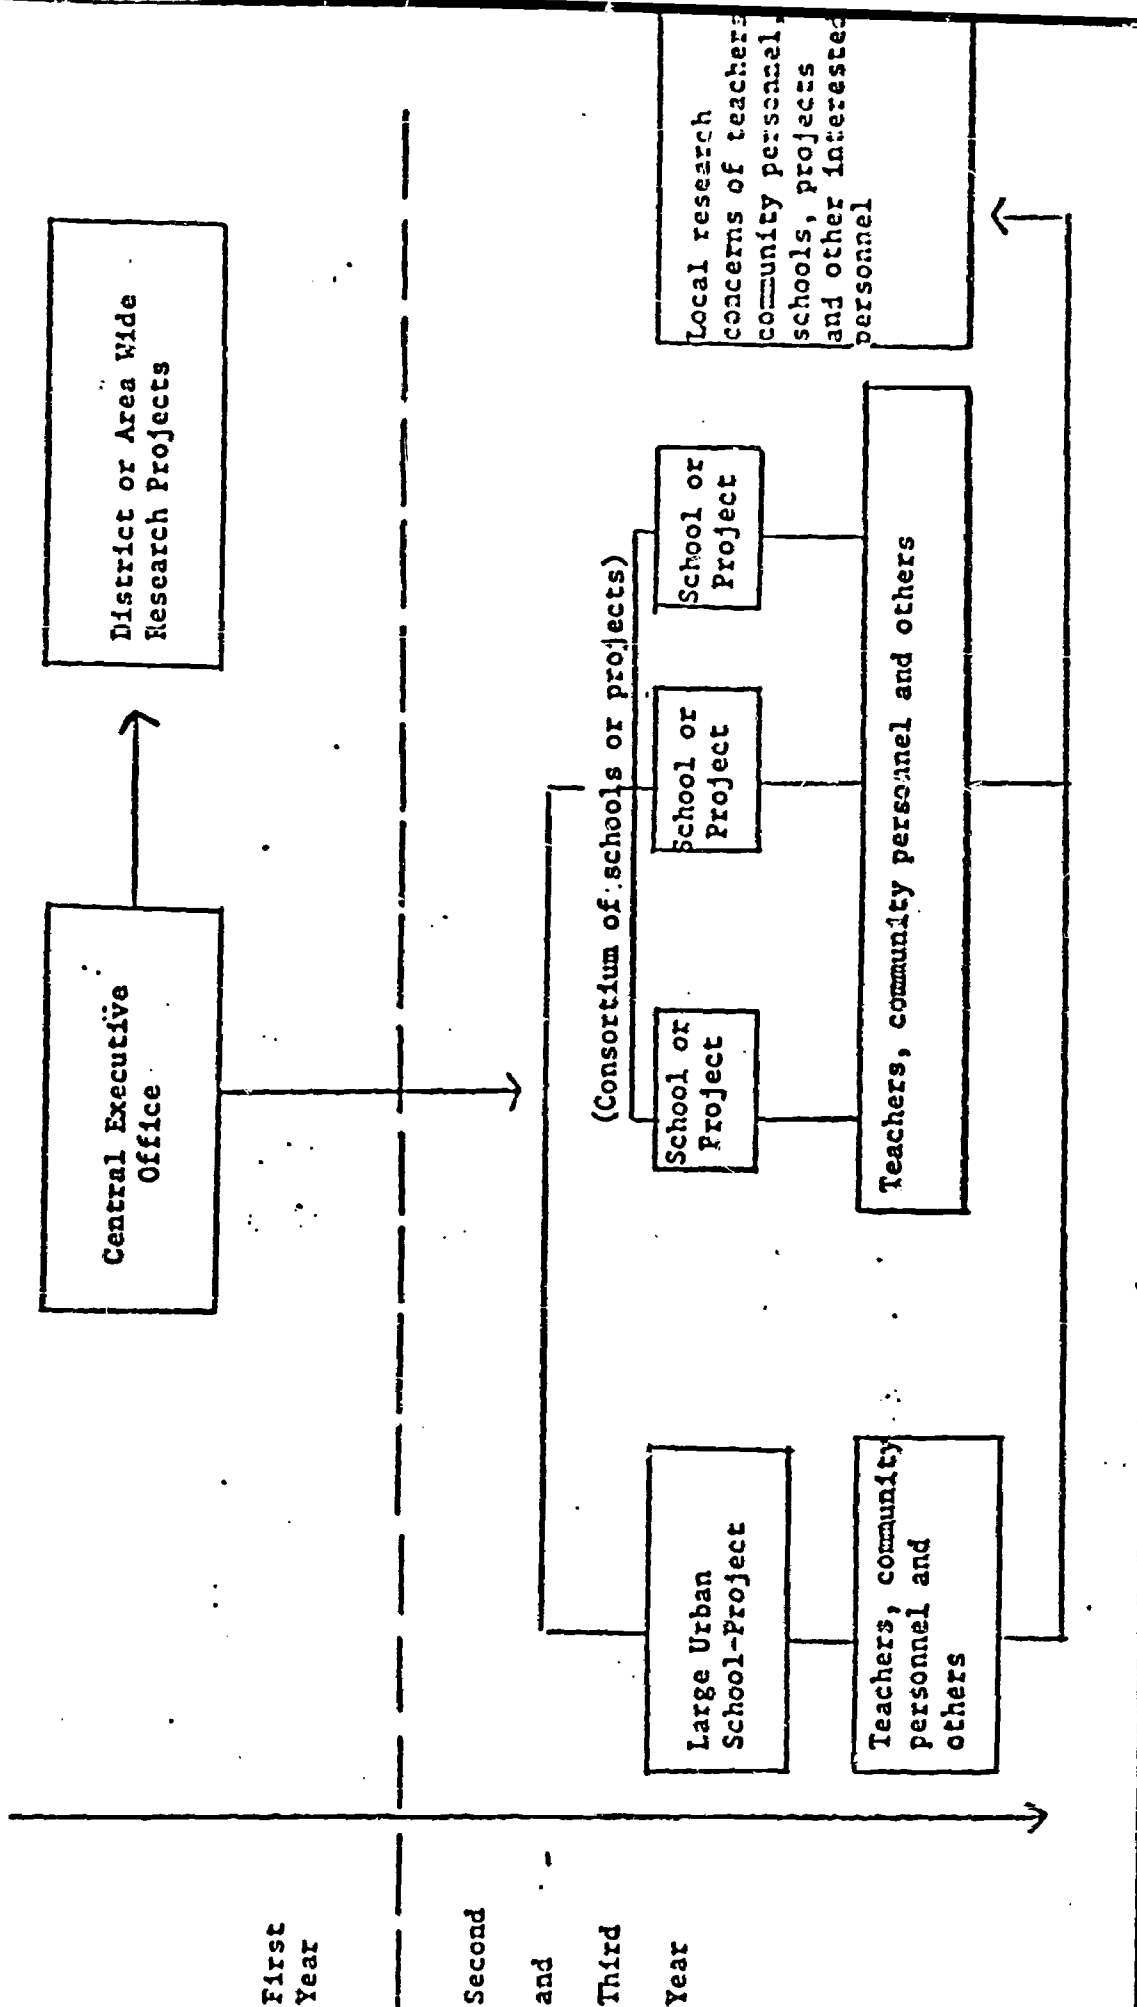 First
Year
Central Executive
Office
District or Area Wide
Research Projects
Second
and
Third
Year
(Consortium of schools or projects)
Large Urban
School-Project
School or
Project
School or
Project
School or
Project
Local research
concerns of teachers
community personnel,
schools, projects
and other interested
personnel
Teachers, community
personnel and
others
Teachers, community personnel and others